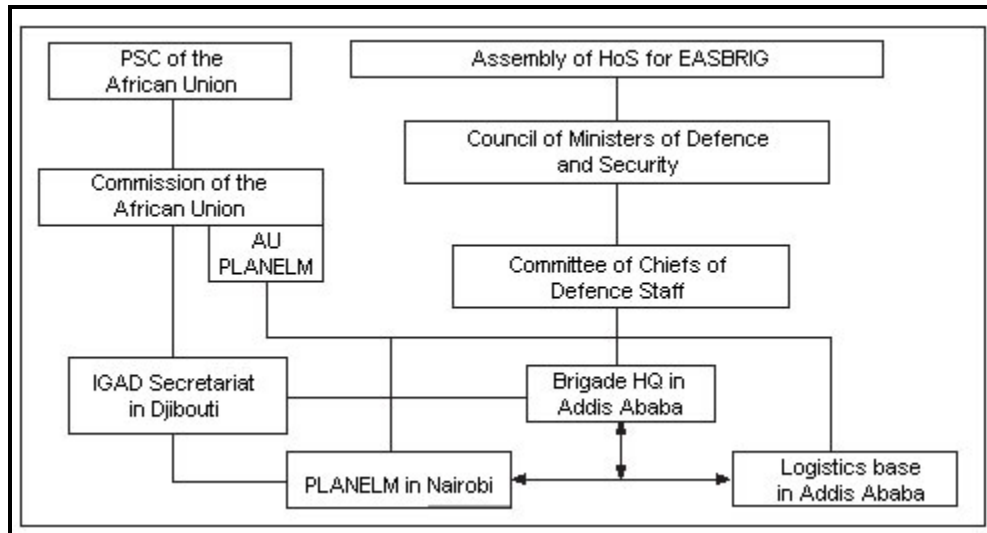 PSC of the
African Union
Assembly of HoS for EASBRIG
Council of Ministers of Defence
and Security
Commission of the
African Union
AU
PLANELM
Committee of Chiefs of
Defence Staff
IGAD Secretariat
in Djibouti
Brigade HQ in
Addis Ababa
PLANELM in Nairobi
Logistics base
in Addis Ababa